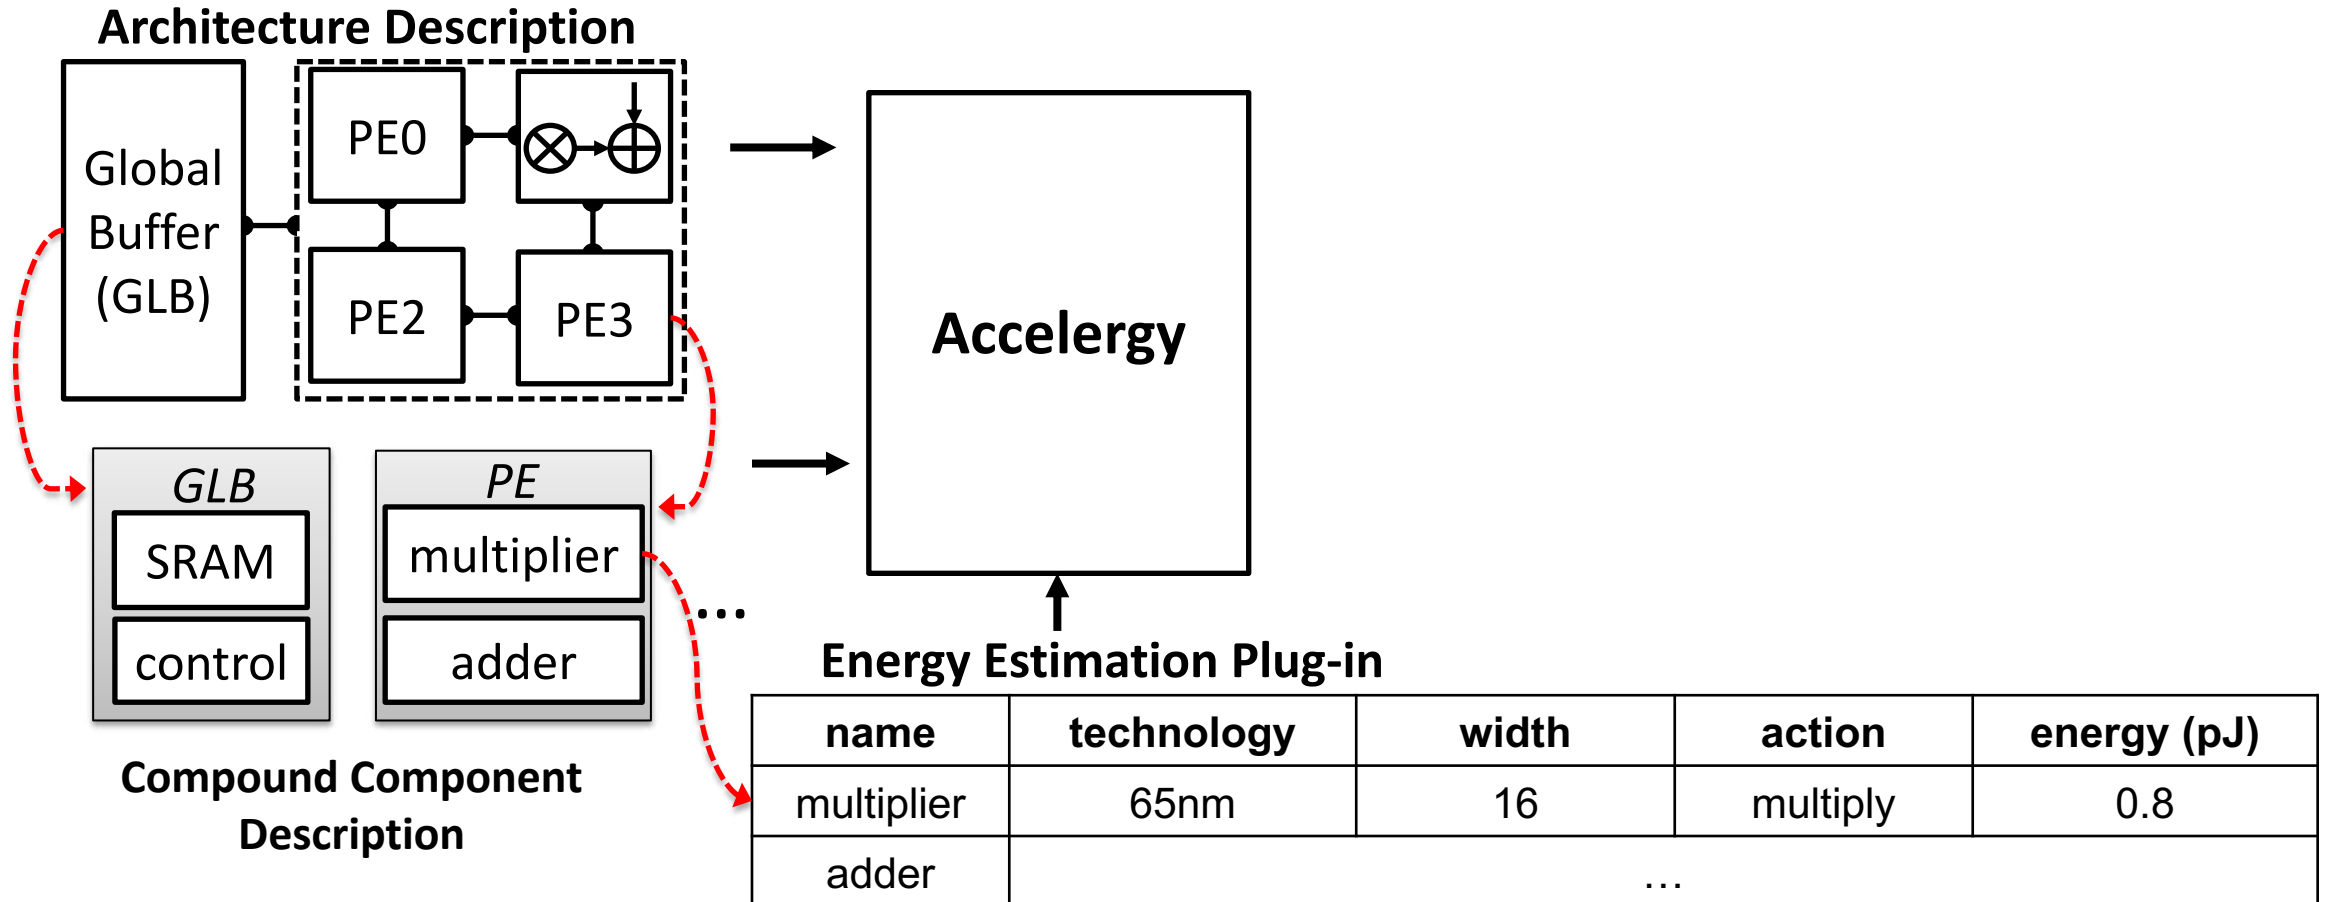 Architecture Description
Global
Buffer
(GLB)
PE0
PE2
PE3
Accelergy
GLB
SRAM
control
PE
multiplier
adder
...
Compound Component
Description
Energy Estimation Plug-in
name technology width action energy (pJ)
multiplier 65nm 16 multiply 0.8
adder ...